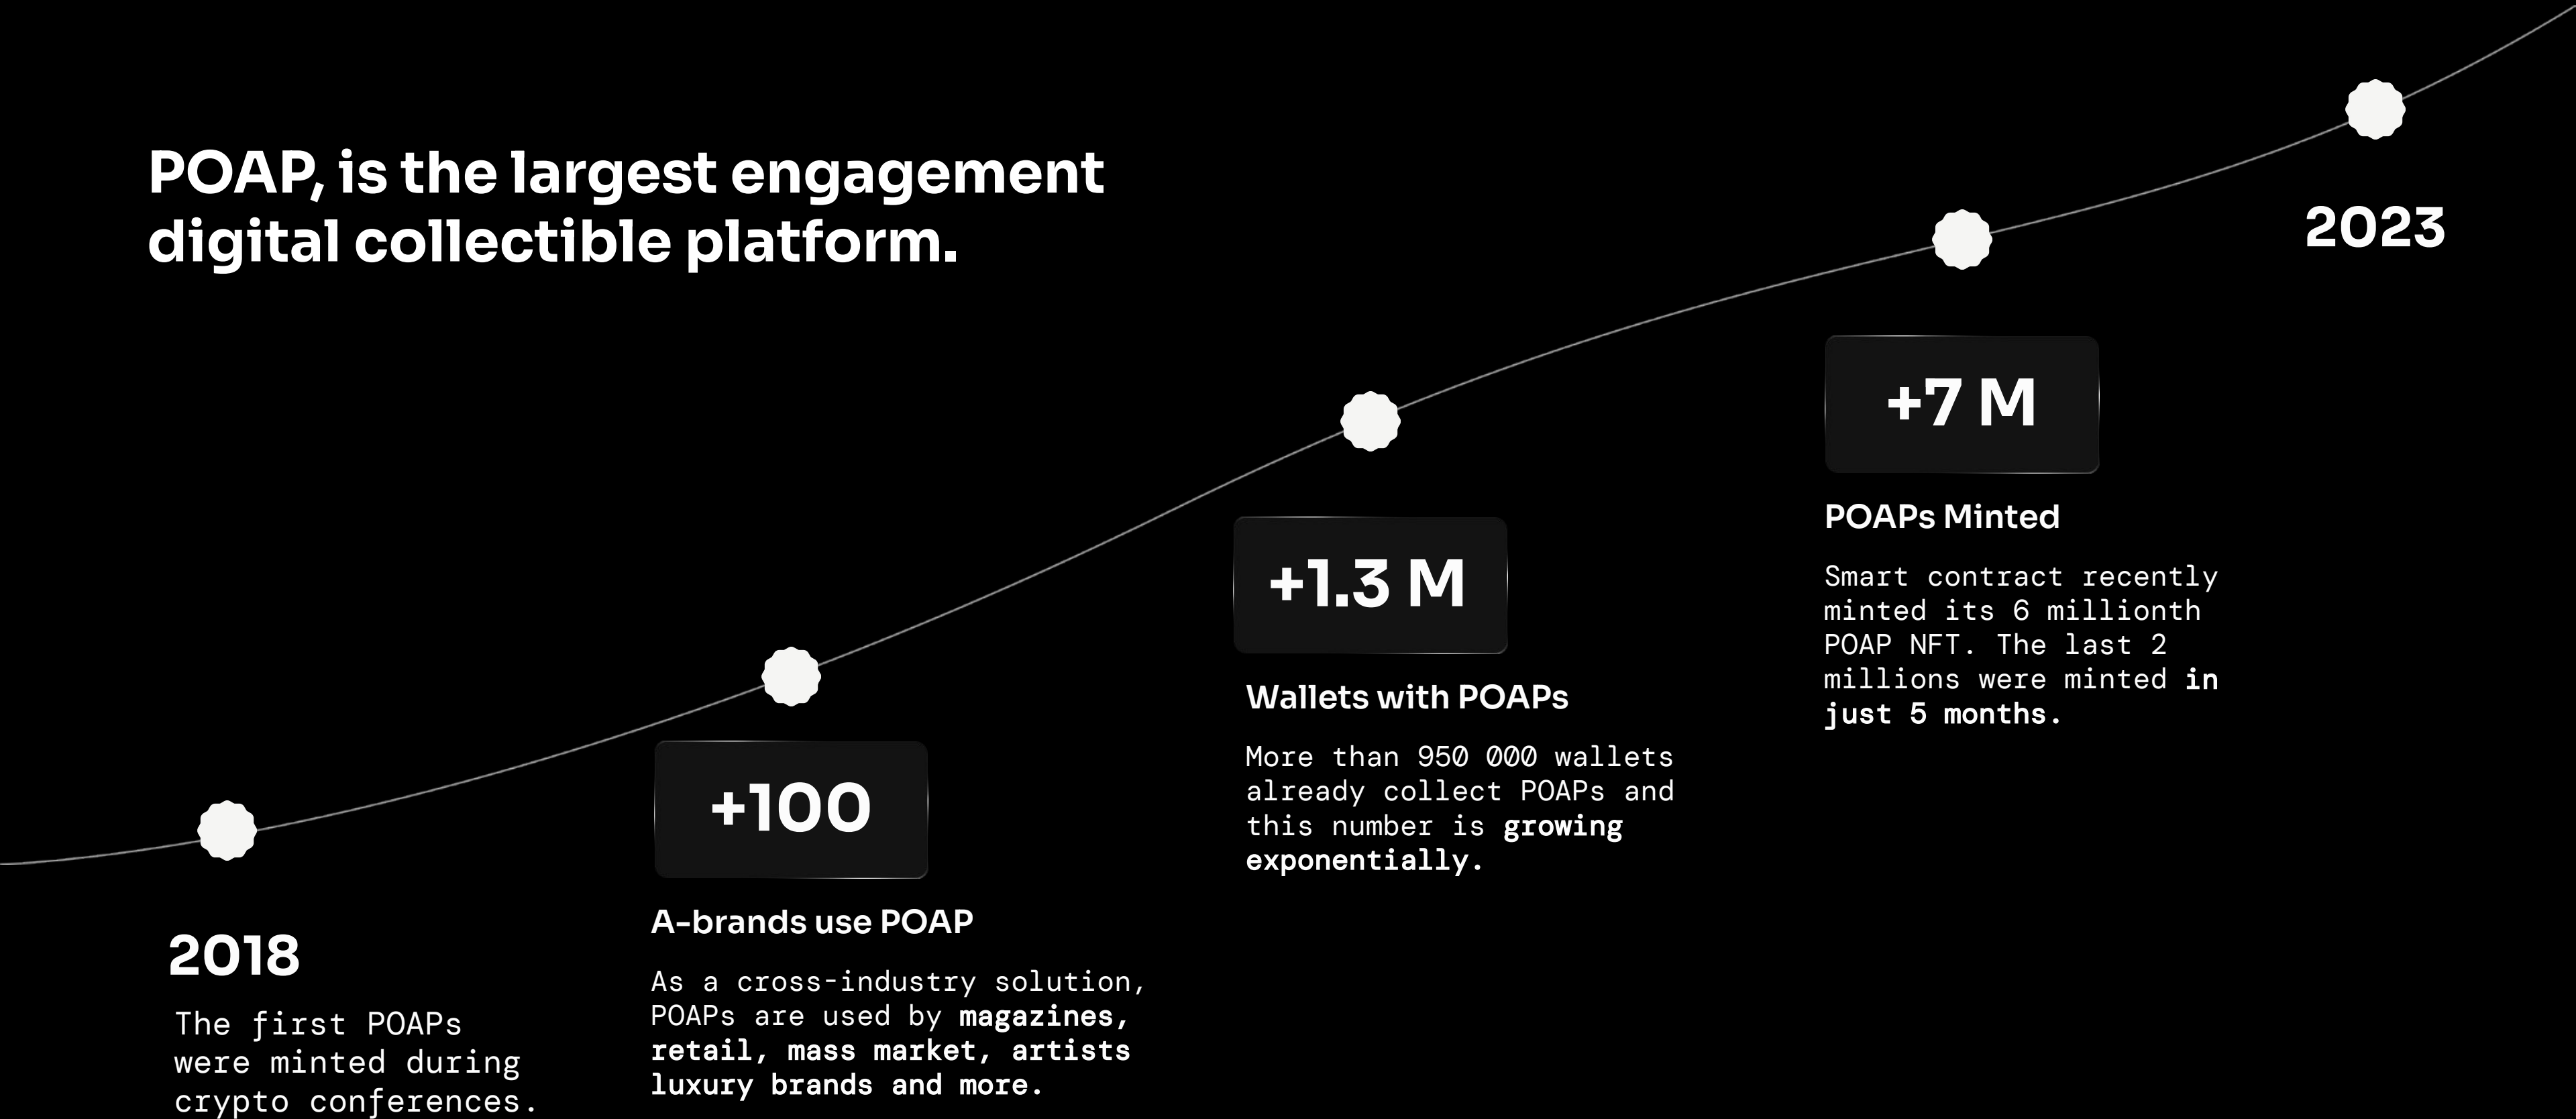 POAP, is the largest engagement
digital collectible platform.
2018
The first POAPs
were minted during
crypto conferences.
+100
A-brands use POAP
As a cross-industry solution,
POAPs are used by magazines,
retail, mass market, artists
luxury brands and more.
+1.3 M
Wallets with POAPs
More than 950 000 wallets
already collect POAPs and
this number is growing
exponentially.
+7 M
POAPs Minted
Smart contract recently
minted its 6 millionth
POAP NFT. The last 2
millions were minted in
just 5 months.
2023